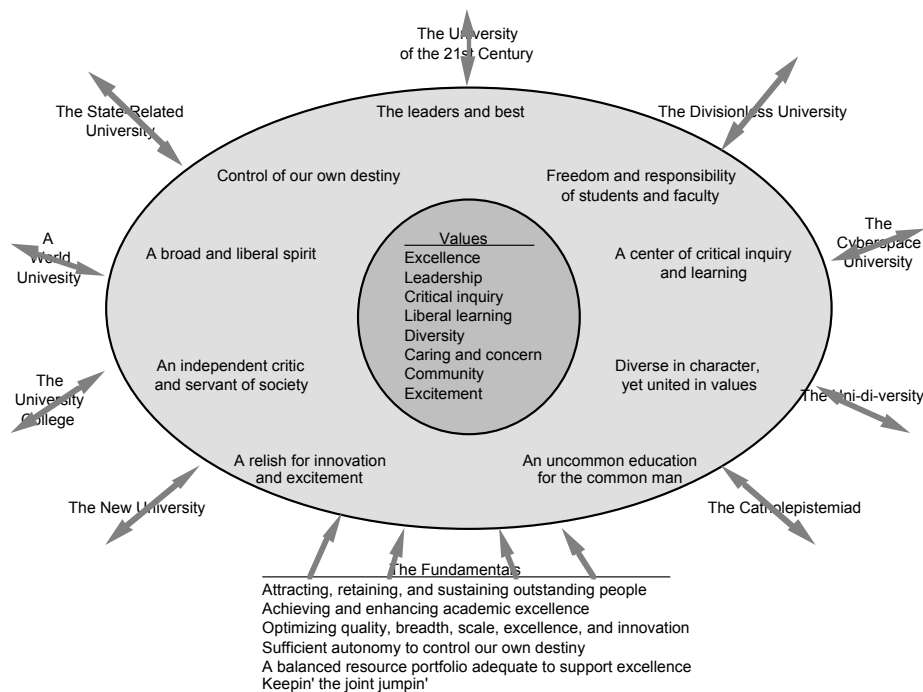 The University
of the 21st Century
The State-Related
University
The Divisionless University
The leaders and best
Control of our own destiny
Freedom and responsibility
of students and faculty
A
World
Univesity
A broad and liberal spirit
Values
Excellence
Leadership
Critical inquiry
Liberal learning
Diversity
Caring and concern
Community
Excitement
A center of critical inquiry
and learning
The
Cyberspace
University
The
University
College
An independent critic
and servant of society
Diverse in character,
yet united in values
The Uni-di-versity
A relish for innovation
and excitement
An uncommon education
for the common man
The New University
The Catholepistemiad
The Fundamentals
Attracting, retaining, and sustaining outstanding people
Achieving and enhancing academic excellence
Optimizing quality, breadth, scale, excellence, and innovation
Sufficient autonomy to control our own destiny
A balanced resource portfolio adequate to support excellence
Keepin' the joint jumpin'